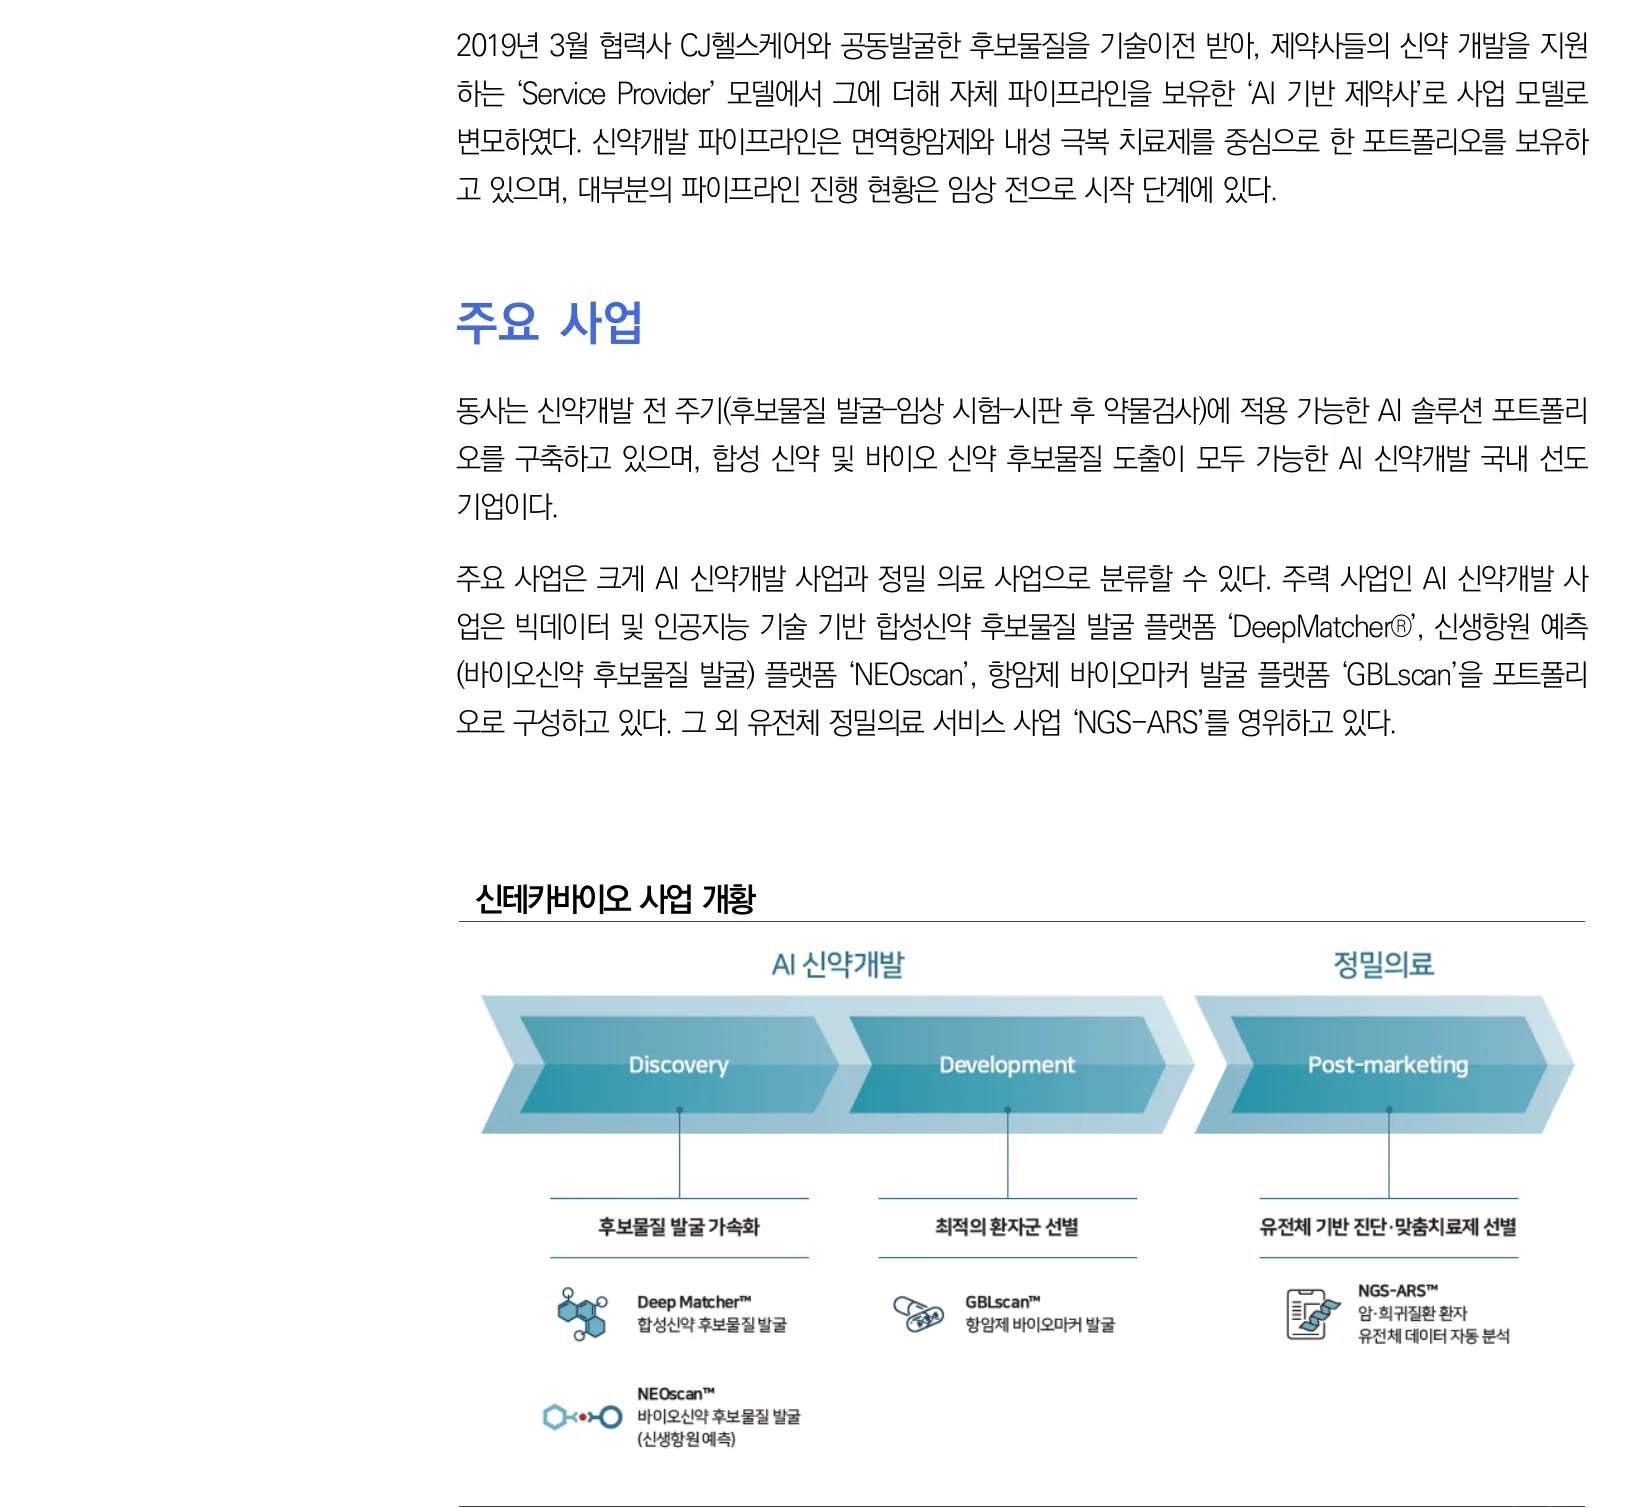 2019년 3월 협력사 CJ헬스케어와 공동발굴한 후보물질을 기술이전 받아, 제약사들의 신약 개발을 지원
하는 ‘Service Provider’ 모델에서 그에 더해 자체 파이프라인을 보유한 ‘AI 기반 제약사’로 사업 모델로
변모하였다. 신약개발 파이프라인은 면역항암제와 내성 극복 치료제를 중심으로 한 포트폴리오를 보유하
고 있으며, 대부분의 파이프라인 진행 현황은 임상 전으로 시작 단계에 있다.
주요 사업
동사는 신약개발 전 주기(후보물질 발굴-임상 시험-시판 후 약물검사)에 적용 가능한 AI 솔루션 포트폴리
오를 구축하고 있으며, 합성 신약 및 바이오 신약 후보물질 도출이 모두 가능한 AI 신약개발 국내 선도
기업이다.
주요 사업은 크게 AI 신약개발 사업과 정밀 의료 사업으로 분류할 수 있다. 주력 사업인 AI 신약개발 사
업은 빅데이터 및 인공지능 기술 기반 합성신약 후보물질 발굴 플랫폼 ‘DeepMatcher®’, 신생항원 예측
(바이오신약 후보물질 발굴) 플랫폼 ‘NEOscan’, 항암제 바이오마커 발굴 플랫폼 ‘GBLscan’을 포트폴리
오로 구성하고 있다. 그 외 유전체 정밀의료 서비스 사업 ‘NGS-ARS’를 영위하고 있다.
신테카바이오 사업 개황
AI 신약개발
정밀의료
Discovery
Development
Post-marketing
후보물질 발굴 가속화
최적의 환자군 선별
유전체 기반 진단·맞춤치료제 선별
Deep Matcher™
합성신약 후보물질 발굴
GBLscan™
항암제 바이오마커 발굴
NGS-ARS™
암·희귀질환 환자
유전체 데이터 자동 분석
NEOscan™
바이오신약 후보물질 발굴
(신생항원 예측)